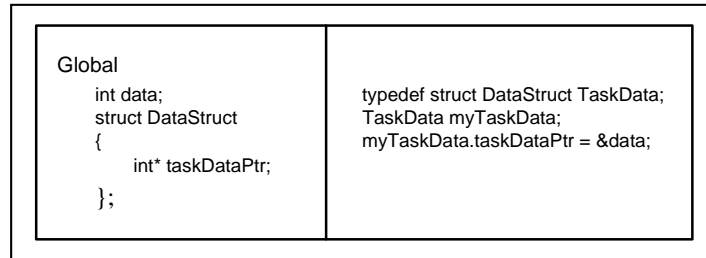 Global
int data;
struct DataStruct
{
int* taskDataPtr;
};
typedef struct DataStruct TaskData;
TaskData myTaskData;
myTaskData.taskDataPtr = &data;